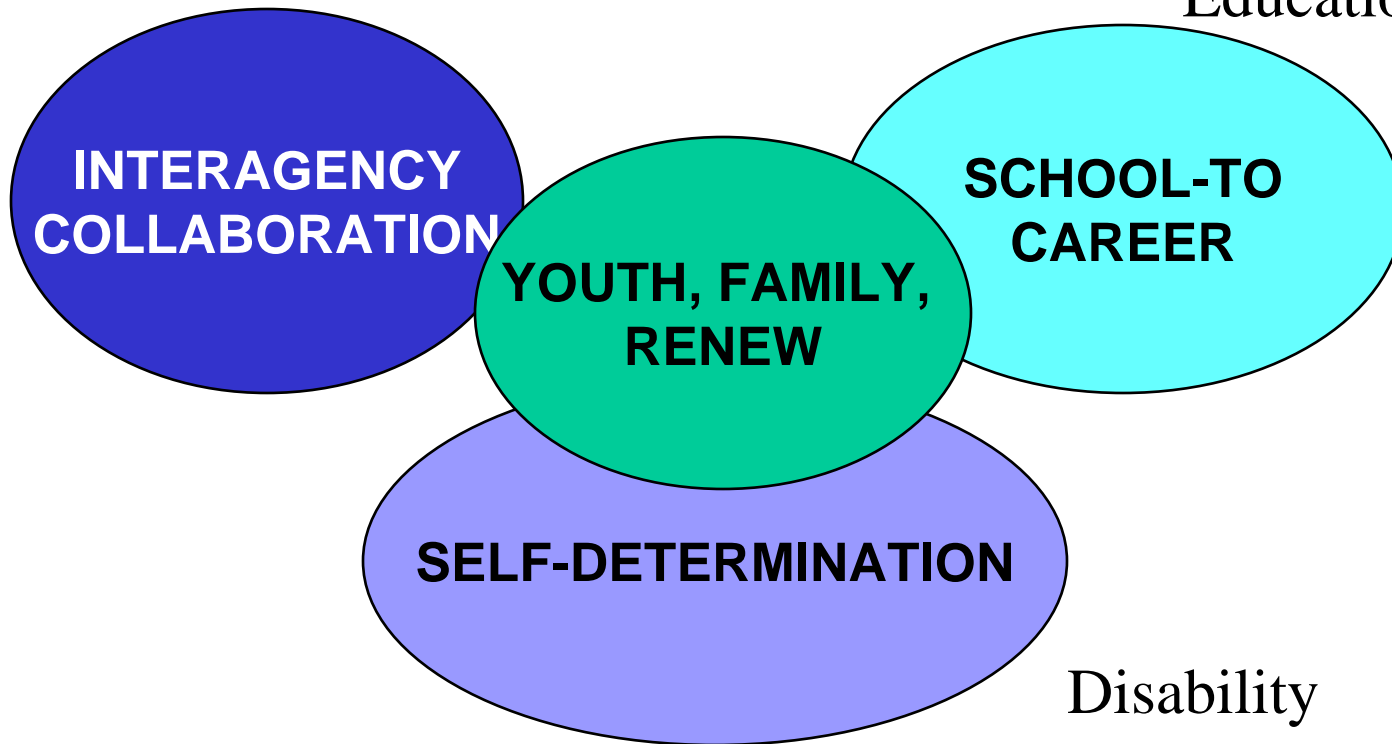 INTERAGENCY
COLLABORATION
SCHOOL-TO
CAREER
YOUTH, FAMILY,
RENEW
SELF-DETERMINATION
Disability